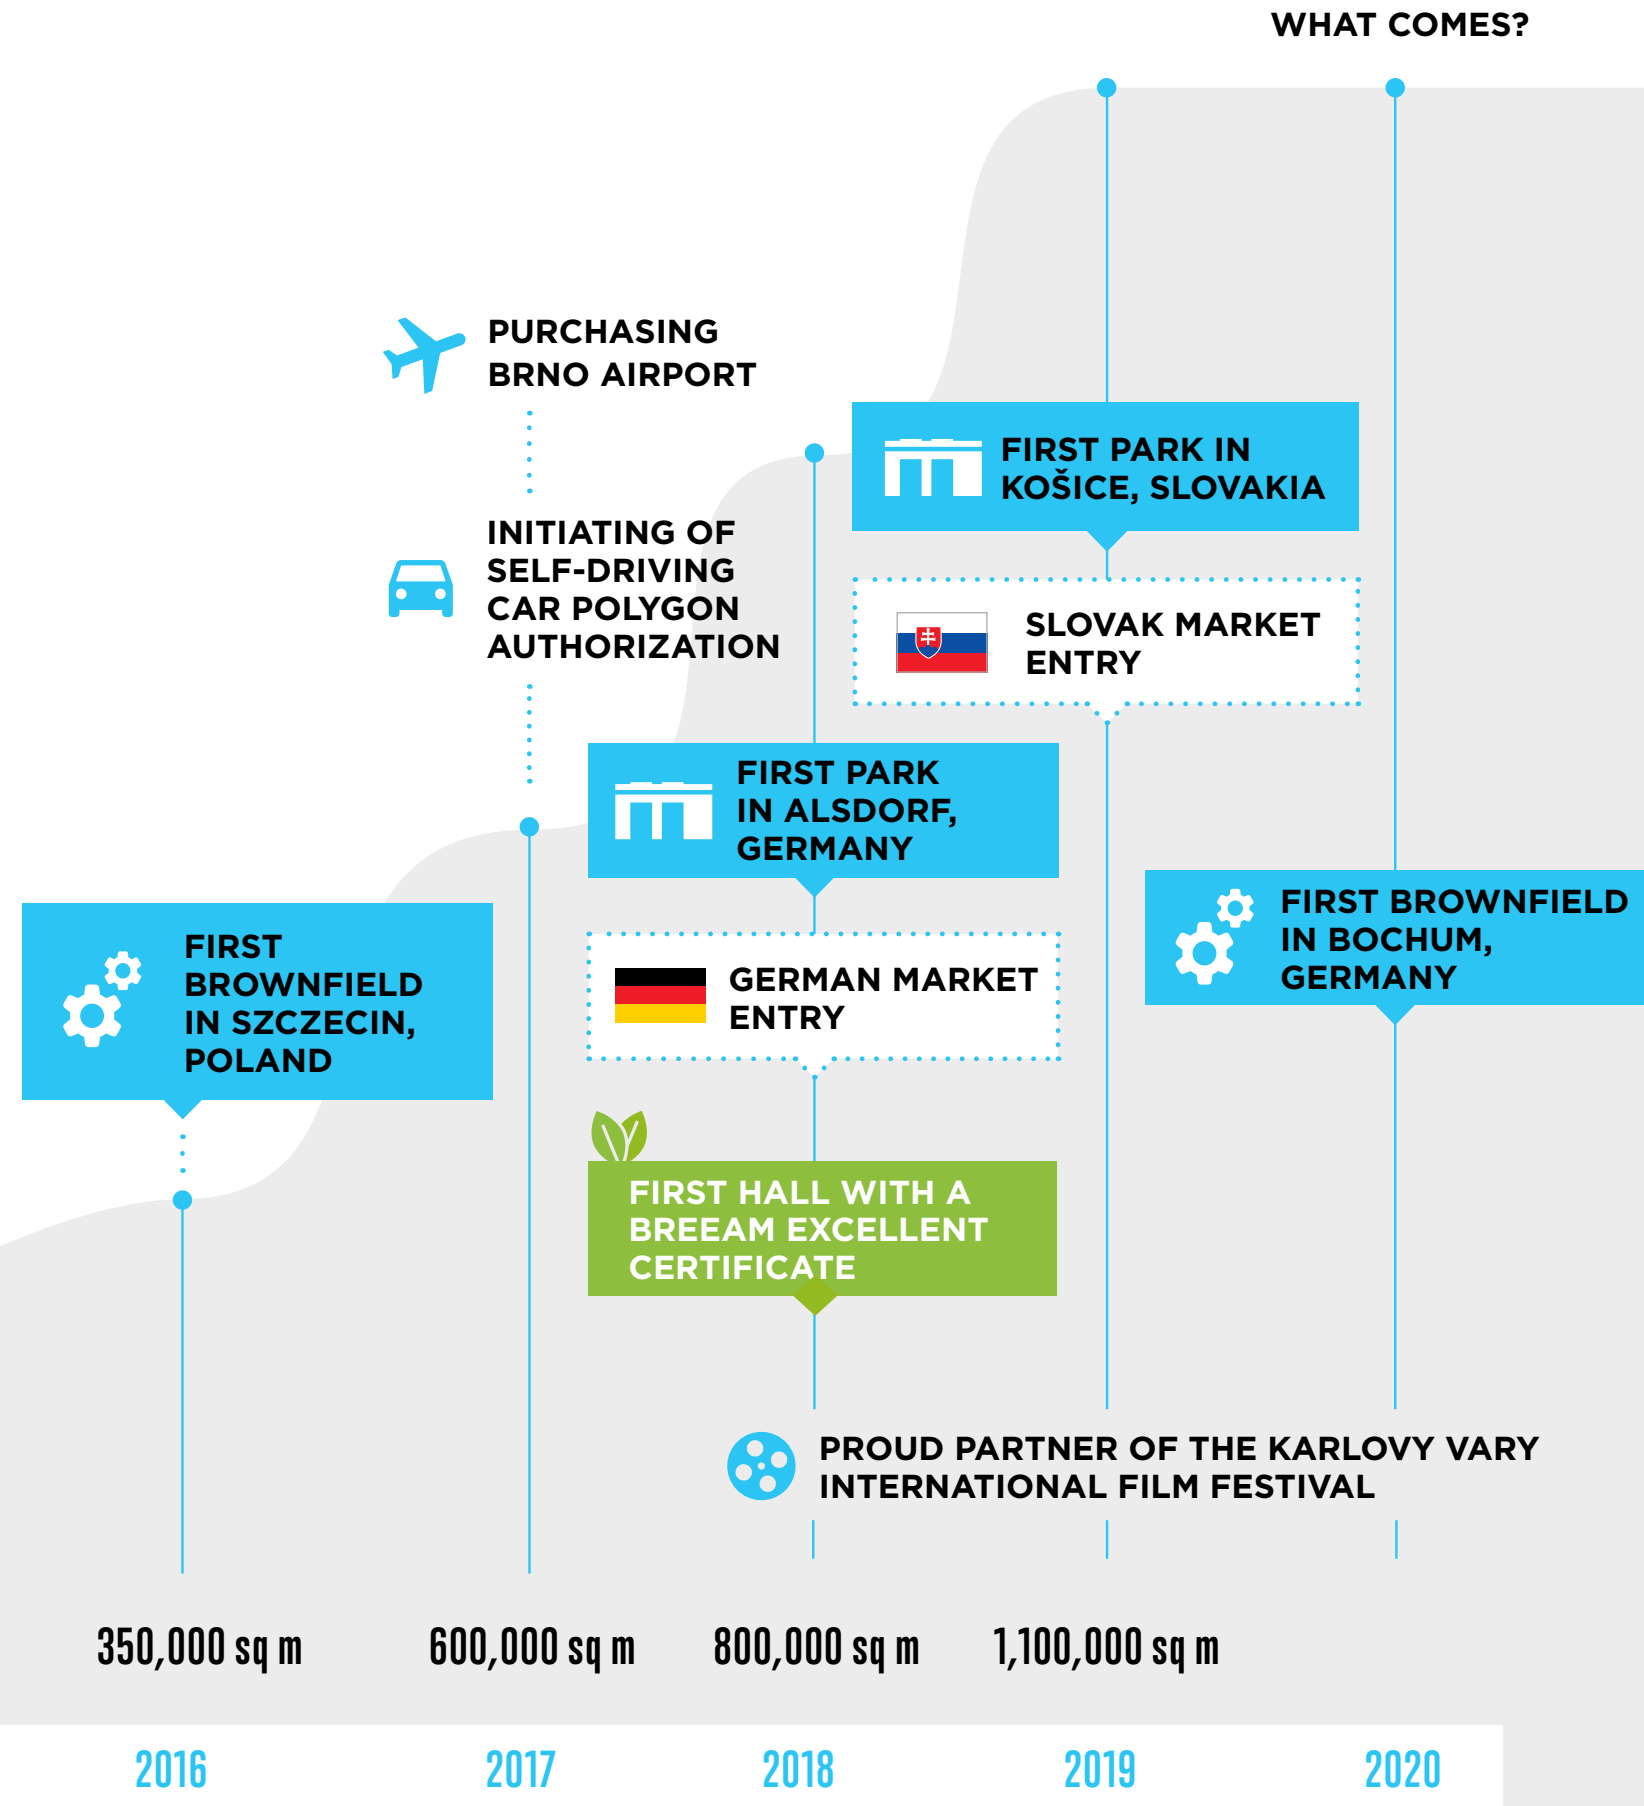 WHAT COMES?
PURCHASING
BRNO AIRPORT
INITIATING OF
SELF-DRIVING
CAR POLYGON
AUTHORIZATION
FIRST PARK IN
KOŠICE, SLOVAKIA
SLOVAK MARKET
ENTRY
FIRST PARK
IN ALSDORF,
GERMANY
GERMAN MARKET
ENTRY
FIRST
BROWNFIELD
IN SZCZECIN,
POLAND
FIRST BROWNFIELD
IN BOCHUM,
GERMANY
FIRST HALL WITH A
BREEAM EXCELLENT
CERTIFICATE
PROUD PARTNER OF THE KARLOVY VARY
INTERNATIONAL FILM FESTIVAL
350,000 sq m
600,000 sq m
800,000 sq m
1,100,000 sq m
2016
2017
2018
2019
2020